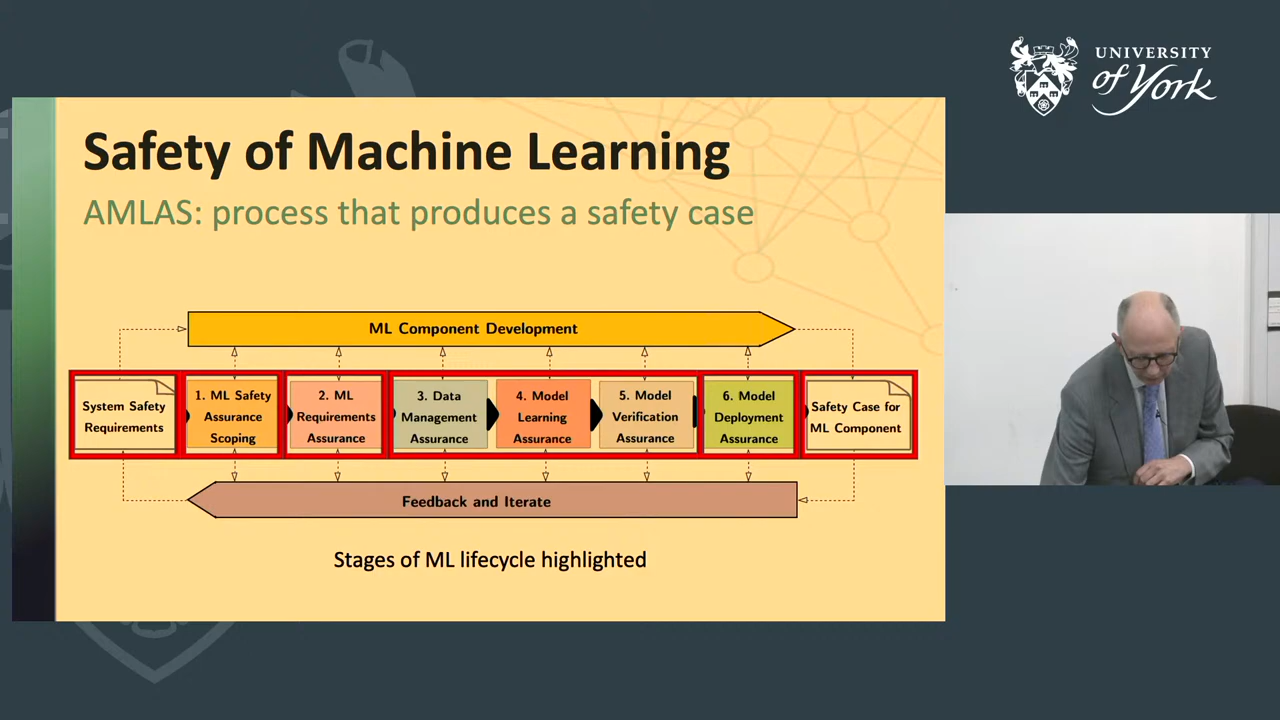 UNIVERSITY
of York
Safety of Machine Learning
AMLAS: process that produces a safety case
ML Component Development
System Safety
Requirements
1. ML Safety
Assurance
Scoping
2. ML
Requirements
Assurance
3. Data
Management
Assurance
4. Model
Learning
Assurance
5. Model
Verification
Assurance
6. Model
Deployment
Assurance
Safety Case for
ML Component
Feedback and Iterate
Stages of ML lifecycle highlighted